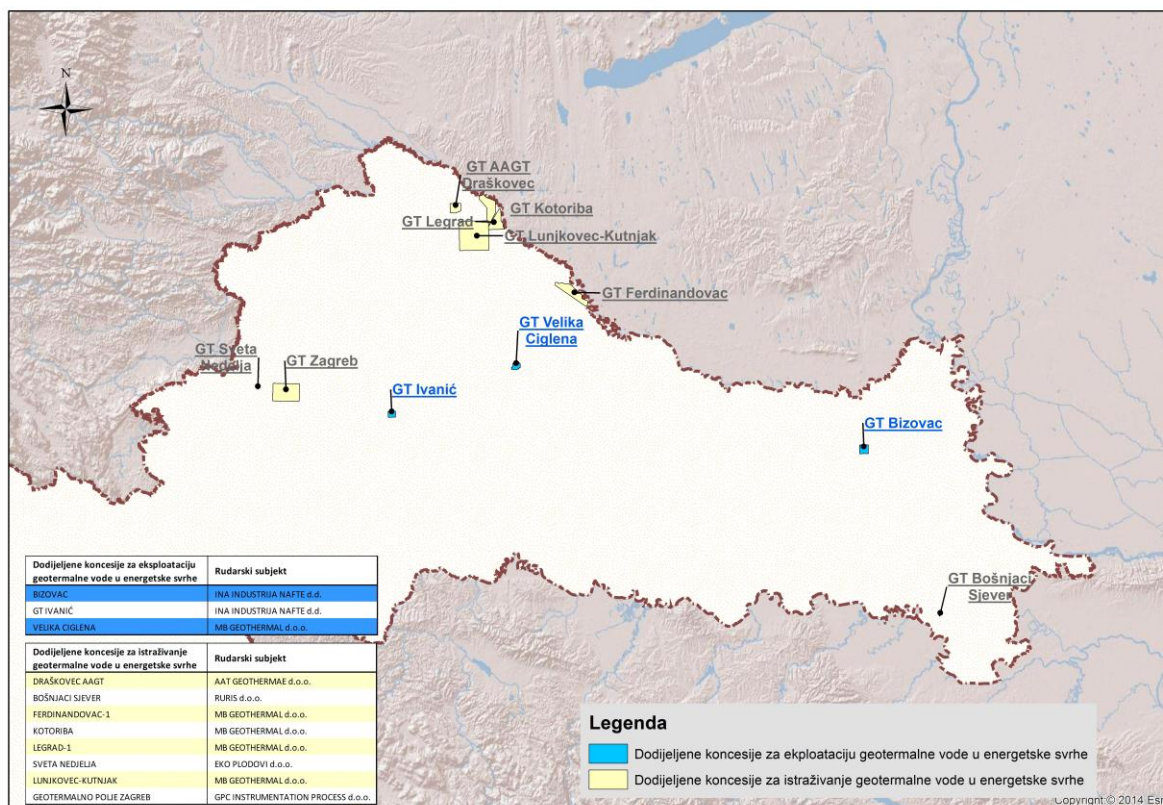 N
GT AAGT
Draškovec
GT Kotoriba
GT Legrad
GT Lunjkovec-Kutnjak
GT Ferdinandovac
GT Velika
Ciglena
GT Sveta
Nedelja
GT Zagreb
GT Ivanić
GT Bizovac
GT Bošnjaci
Sjever
Dodijeljene koncesije za eksploataciju
geotermalne vode u energetske svrhe
Rudarski subjekt
BIZOVAC INA INDUSTRIJA NAFTE d.d.
GT IVANIĆ INA INDUSTRIJA NAFTE d.d.
VELIKA CIGLENA MB GEOTHERMAL d.o.o.
Dodijeljene koncesije za istraživanje
geotermalne vode u energetske svrhe
Rudarski subjekt
DRAŠKOVEC AAGT AAT GEOTHERMAE d.o.o.
BOŠNJACI SJEVER RURIS d.o.o.
FERDINANDOVAC-1 MB GEOTHERMAL d.o.o.
KOTORIBA MB GEOTHERMAL d.o.o.
LEGRAD-1 MB GEOTHERMAL d.o.o.
SVETA NEDJELJA EKO PLODOVI d.o.o.
LUNJKOVEC-KUTNJAK MB GEOTHERMAL d.o.o.
GEOTERMALNO POLJE ZAGREB GPC INSTRUMENTATION PROCESS d.o.o.
Legenda
Dodijeljene koncesije za ekploataciju geotermalne vode u energetske svrhe
Dodijeljene koncesije za istraživanje geotermalne vode u energetske svrhe
Copyright:© 2014 Esri